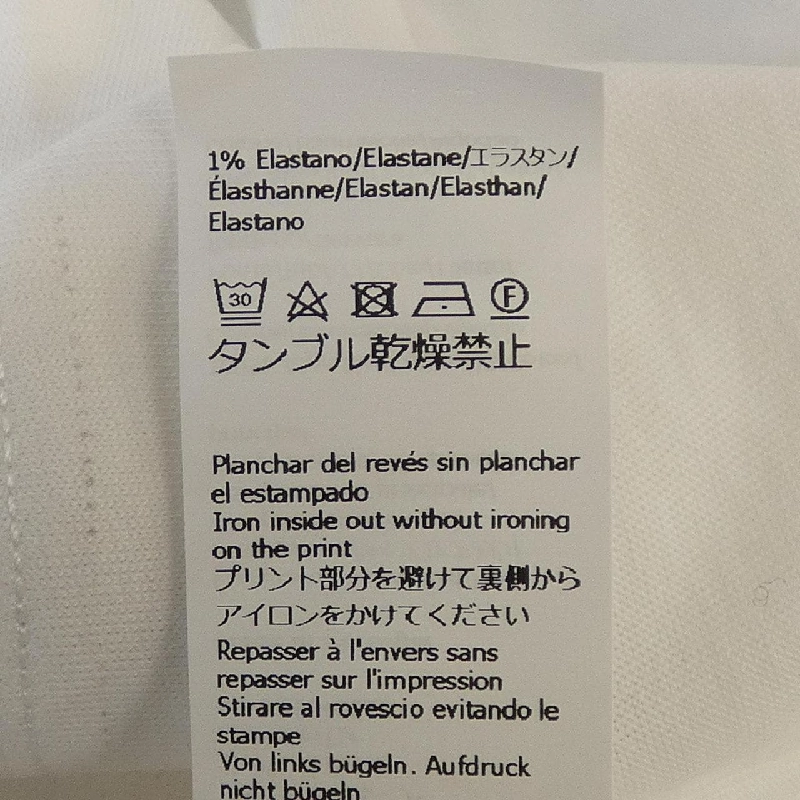 1% Elastano/Elastane/エラスタン/
Élasthanne/Elastan/Elasthan/
Elastano
30 F
タンブル乾燥禁止
Planchar del revés sin planchar
el estampado
Iron inside out without ironing
on the print
プリント部分を避けて裏側から
アイロンをかけてください
Repasser à l'envers sans
repasser sur l'impression
Stirare al rovescio evitando le
stampe
Von links bügeln. Aufdruck
nicht bügeln